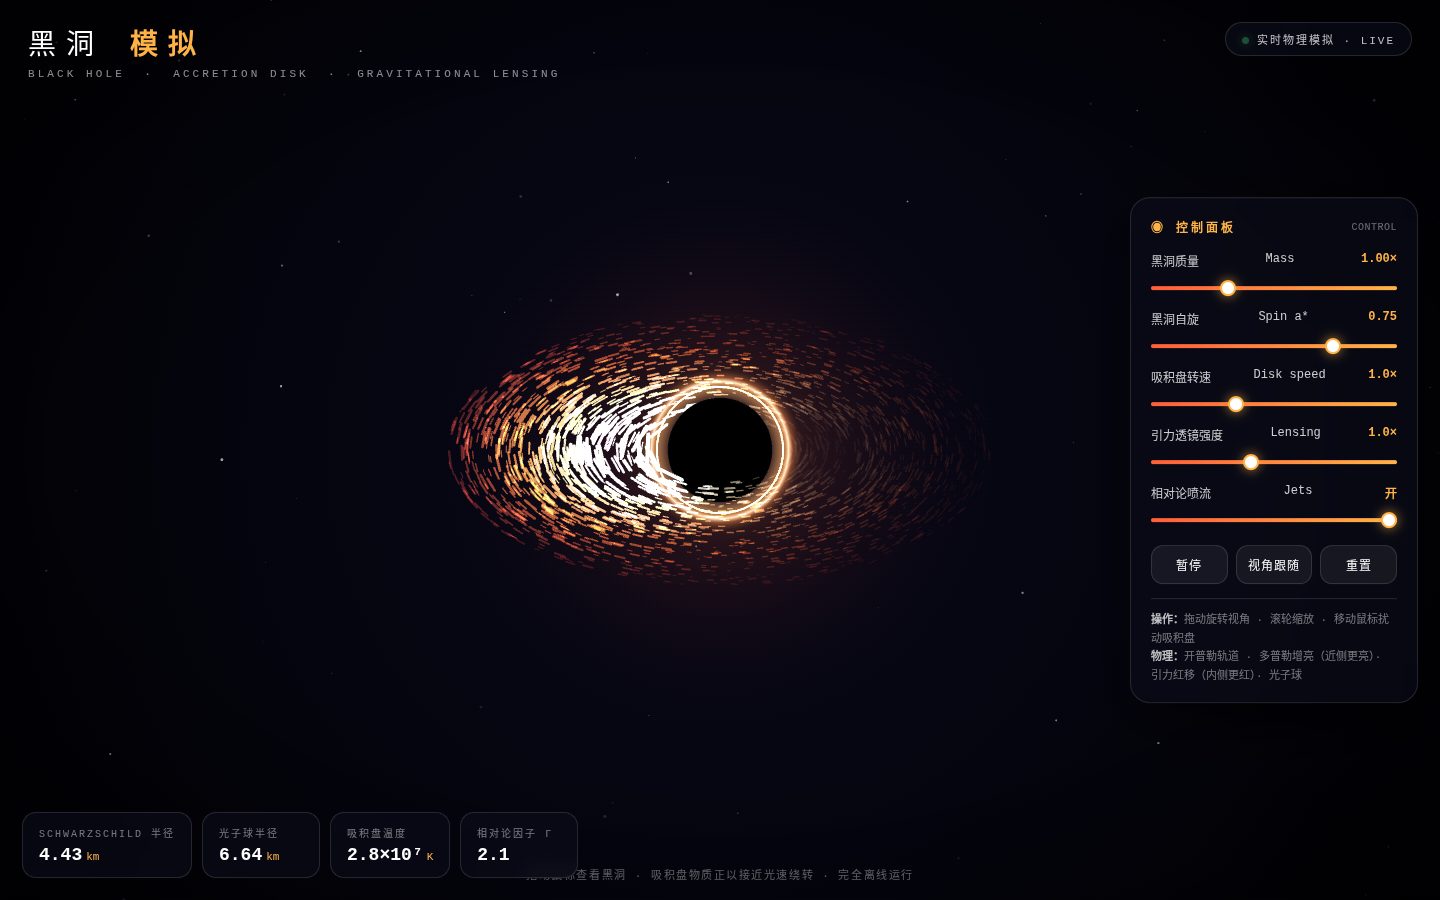 黑洞 模拟
BLACK HOLE · ACCRETION DISK · GRAVITATIONAL LENSING
实时物理模拟 · LIVE
◉ 控制面板 CONTROL
黑洞质量 Mass 1.00×
黑洞自旋 Spin a* 0.75
吸积盘转速 Disk speed 1.0×
引力透镜强度 Lensing 1.0×
相对论喷流 Jets 开
暂停 视角跟随 重置
操作: 拖动旋转视角 · 滚轮缩放 · 移动鼠标扰
动吸积盘
物理: 开普勒轨道 · 多普勒增亮 (近侧更亮) ·
引力红移 (内侧更红) · 光子球
SCHWARZSCHILD 半径 光子球半径 吸积盘温度 相对论因子 Γ
4.43 km 6.64 km 2.8×10⁷ K 2.1
查看黑洞 · 吸积盘物质正以接近光速绕转 · 完全离线运行